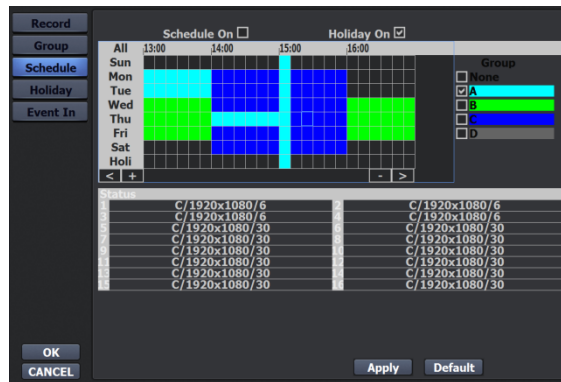 Record
Group
Schedule
Holiday
Event In
Schedule On
Holiday On
All 13:00 14:00 15:00 16:00
Sun
Mon
Tue
Wed
Thu
Fri
Sat
Holi
< + - >
Group
None
A
B
C
D
Status
1 C/1920x1080/6 2 C/1920x1080/6
3 C/1920x1080/6 4 C/1920x1080/6
5 C/1920x1080/30 6 C/1920x1080/30
7 C/1920x1080/30 8 C/1920x1080/30
9 C/1920x1080/30 10 C/1920x1080/30
11 C/1920x1080/30 12 C/1920x1080/30
13 C/1920x1080/30 14 C/1920x1080/30
15 C/1920x1080/30 16 C/1920x1080/30
OK
CANCEL
Apply Default